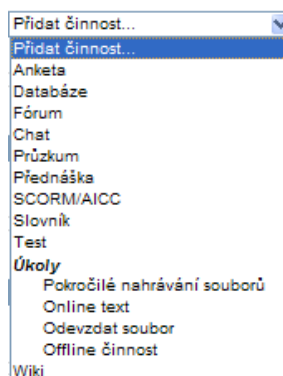 Přidat činnost...
Přidat činnost...
Anketa
Databáze
Fórum
Chat
Průzkum
Přednáška
SCORM/AICC
Slovník
Test
Úkoly
Pokročilé nahrávání souborů
Online text
Odevzdat soubor
Offline činnost
Wiki